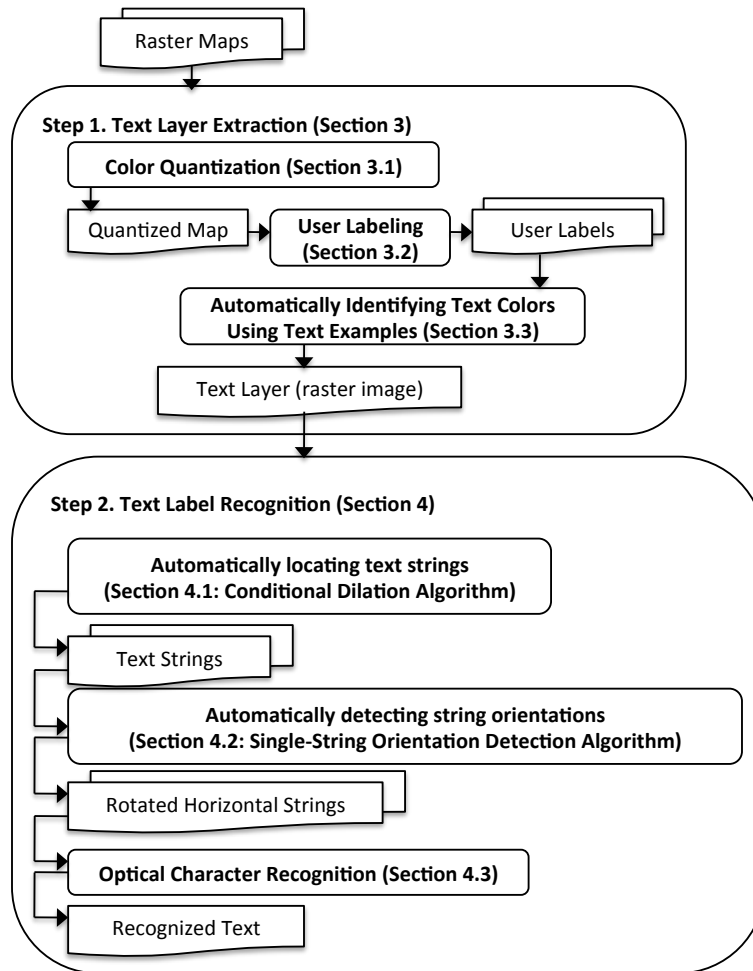 Raster Maps
Step 1. Text Layer Extraction (Section 3)
Color Quantization (Section 3.1)
Quantized Map
User Labeling
(Section 3.2)
User Labels
Automatically Identifying Text Colors
Using Text Examples (Section 3.3)
Text Layer (raster image)
Step 2. Text Label Recognition (Section 4)
Automatically locating text strings
(Section 4.1: Conditional Dilation Algorithm)
Text Strings
Automatically detecting string orientations
(Section 4.2: Single-String Orientation Detection Algorithm)
Rotated Horizontal Strings
Optical Character Recognition (Section 4.3)
Recognized Text